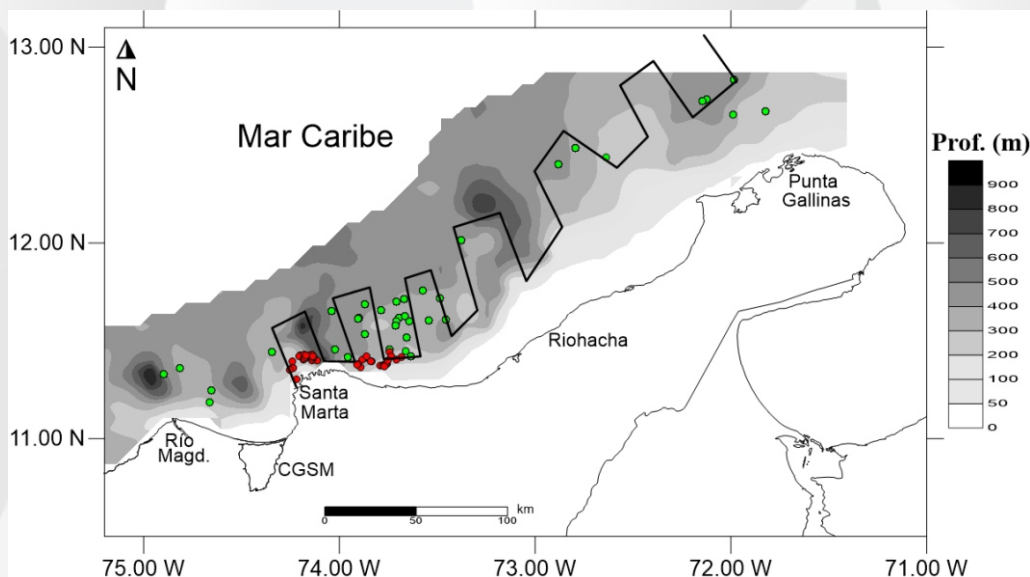 13.00 N
12.00 N
11.00 N
N
Mar Caribe
Punta
Gallinas
Riohacha
Santa
Marta
Río
Magd.
CGSM
km
0
50
100
75.00 W
74.00 W
73.00 W
72.00 W
71.00 W
Prof. (m)
900
800
700
600
500
400
300
200
100
50
0